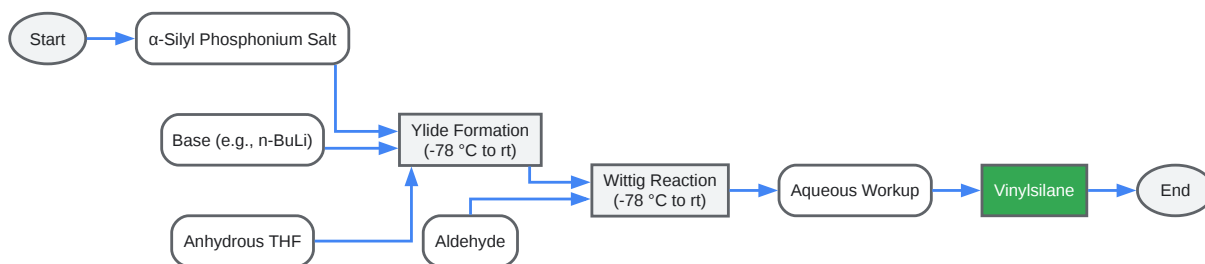 Start
α-Silyl Phosphonium Salt
Base (e.g., n-BuLi)
Ylide Formation
(-78 °C to rt)
Anhydrous THF
Aldehyde
Wittig Reaction
(-78 °C to rt)
Aqueous Workup
Vinylsilane
End